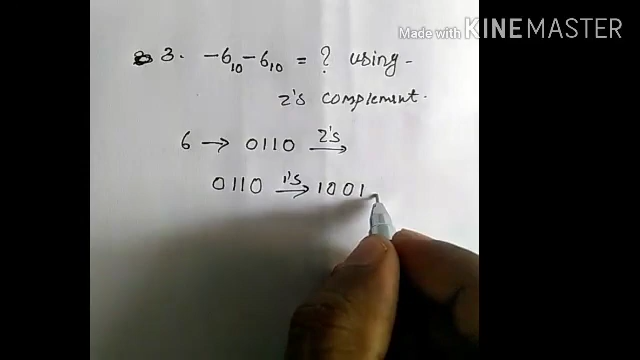 Made with KINEMASTER
3. -6₁₀ -6₁₀ = ? using
2's complement.
6 → 0110 2's →
0110 1's → 1001